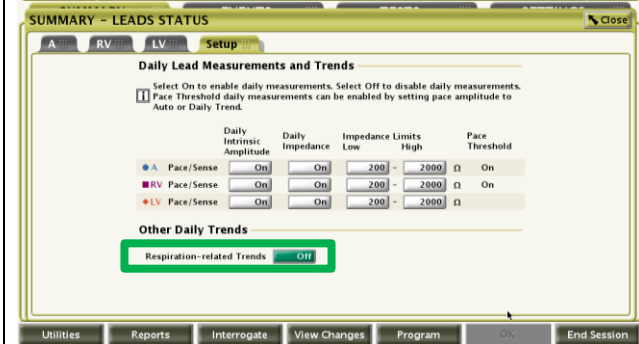 SUMMARY - LEADS STATUS
Close
A RV LV Setup
Daily Lead Measurements and Trends
Select On to enable daily measurements. Select Off to disable daily measurements.
i Pace Threshold daily measurements can be enabled by setting pace amplitude to
Auto or Daily Trend.
Daily Intrinsic Amplitude Daily Impedance Impedance Limits Low High Pace Threshold
A Pace/Sense On On 200 - 2000 Ω On
RV Pace/Sense On On 200 - 2000 Ω On
LV Pace/Sense On On 200 - 2000 Ω
Other Daily Trends
Respiration-related Trends Off
Utilities Reports Interrogate View Changes Program OK End Session